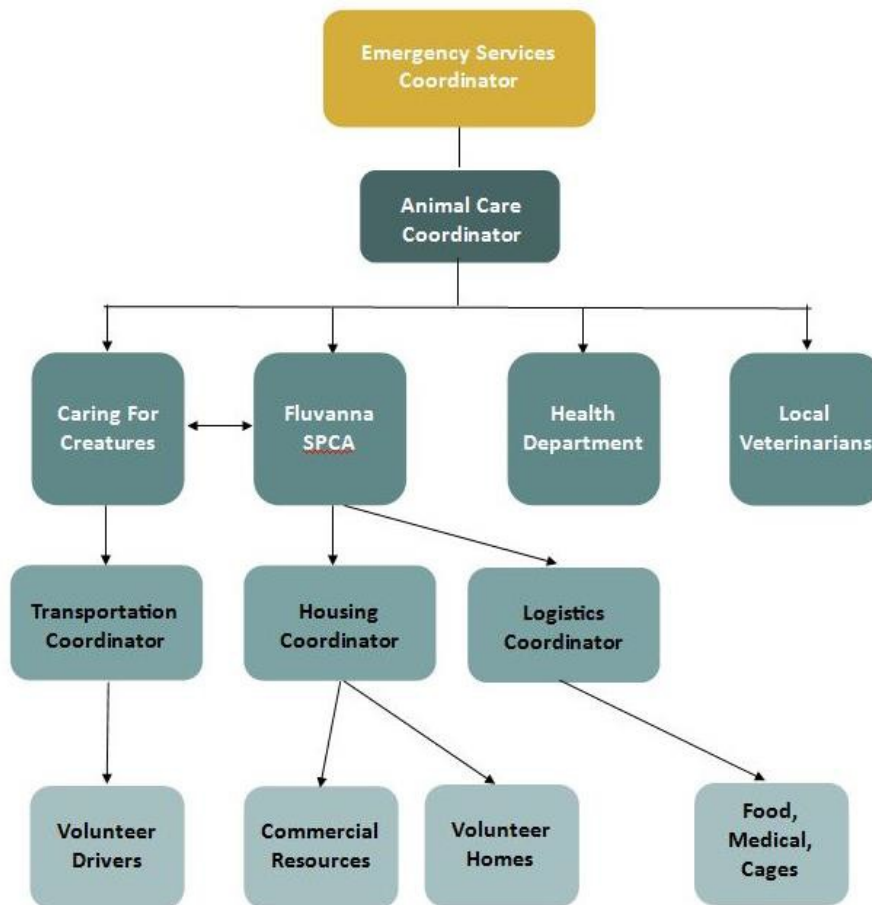 Emergency Services
Coordinator
Animal Care
Coordinator
Caring For
Creatures
Fluvanna
SPCA
Health
Department
Local
Veterinarians
Transportation
Coordinator
Housing
Coordinator
Logistics
Coordinator
Volunteer
Drivers
Commercial
Resources
Volunteer
Homes
Food,
Medical,
Cages